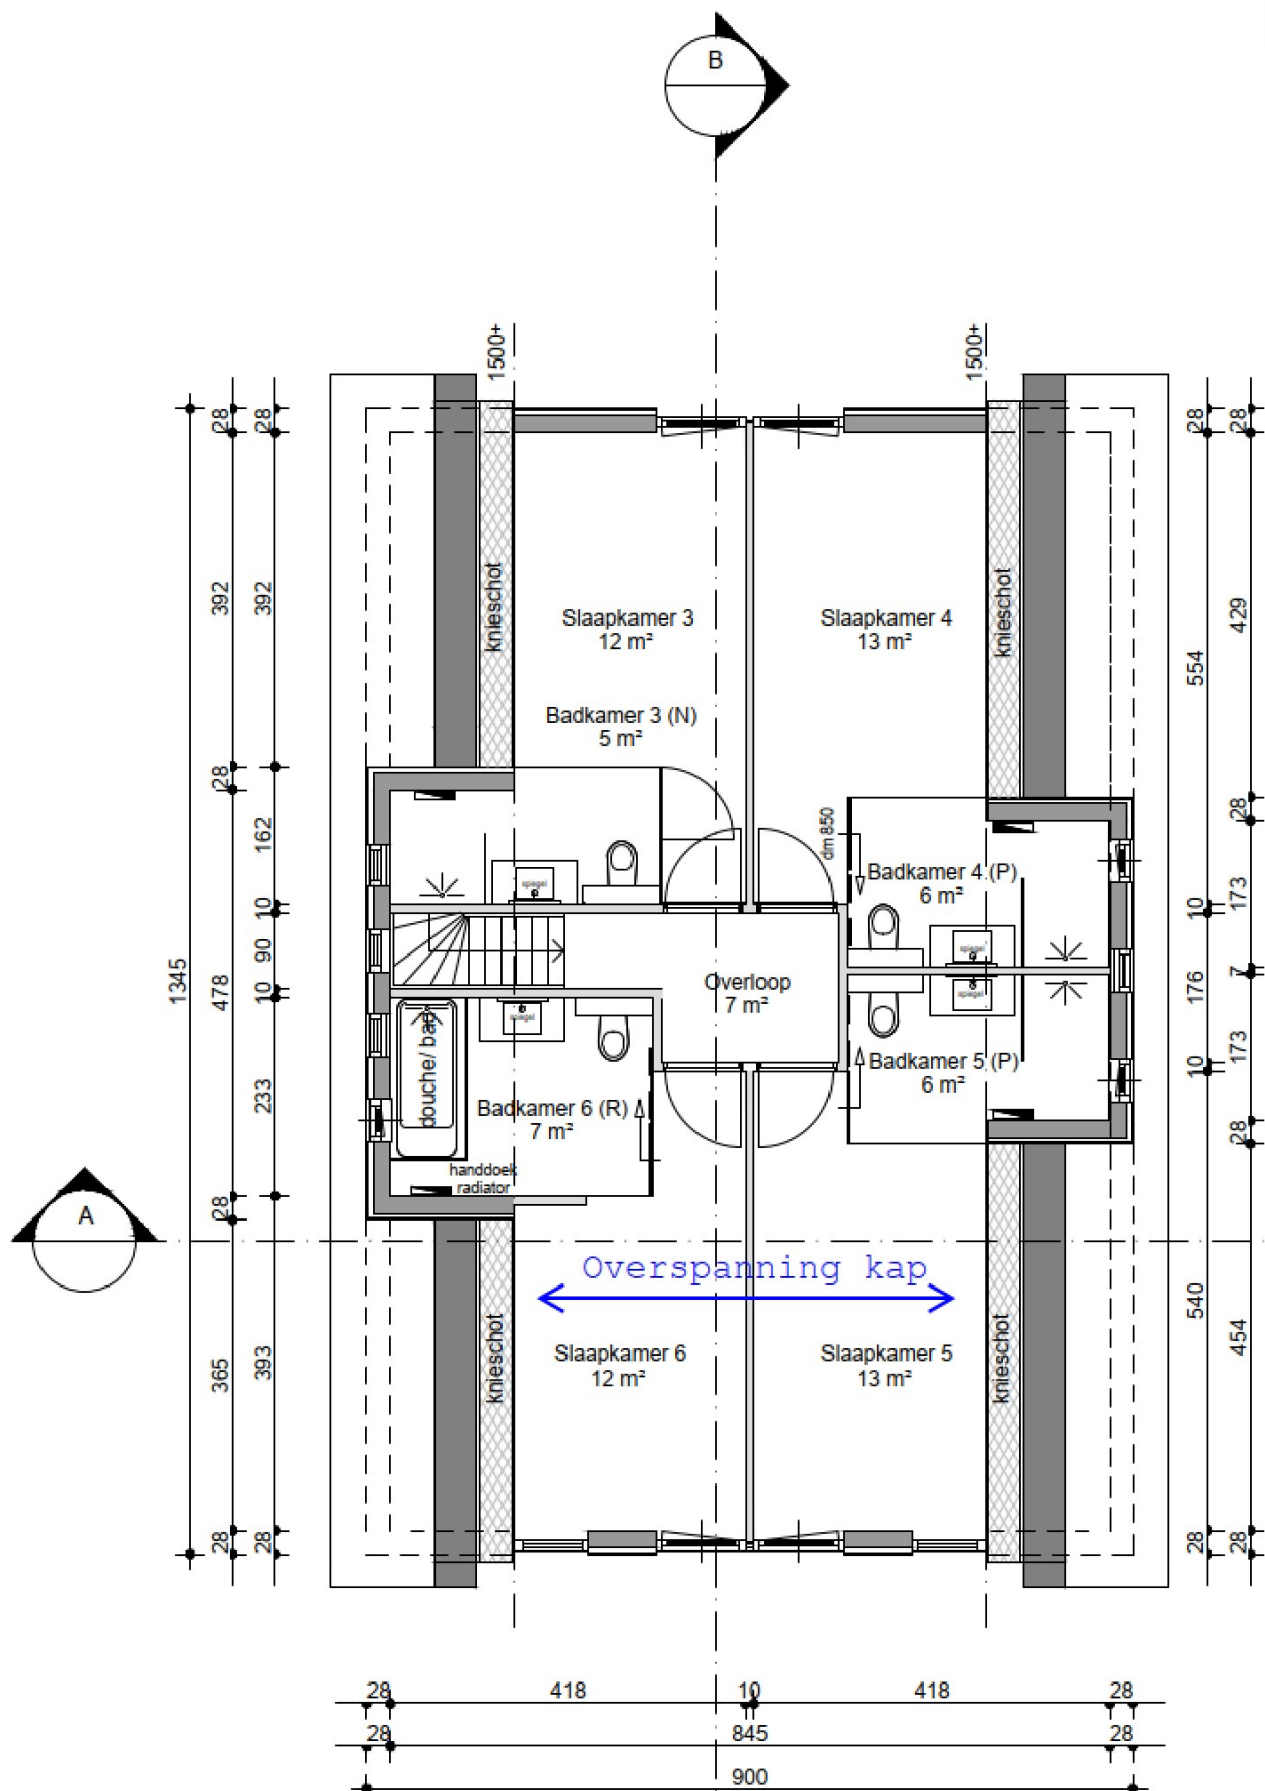 B
1500+
1500+
28
28
28
28
392
392
429
554
knieschot
knieschot
Slaapkamer 3
12 m²
Slaapkamer 4
13 m²
Badkamer 3 (N)
5 m²
28
28
162
dm 850
173
spiegel
Badkamer 4 (P)
6 m²
10
10
90
spiegel
1345
478
10
Overloop
7 m²
7
176
spiegel
spiegel
douche/ bad
233
173
10
Badkamer 5 (P)
6 m²
Badkamer 6 (R)
7 m²
28
handdoek
radiator
28
A
Overspanning kap
540
knieschot
knieschot
Slaapkamer 6
12 m²
Slaapkamer 5
13 m²
365
393
454
28
28
28
28
28
418
10
418
28
28
845
28
900